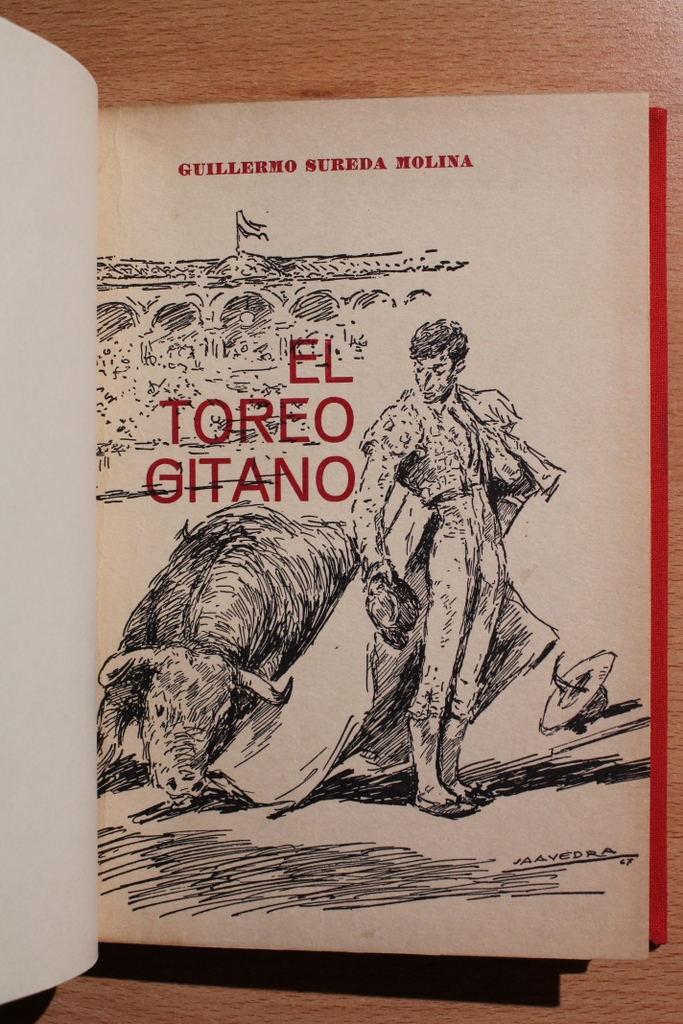 GUILLERMO SUREDA MOLINA
EL
TOREO
GITANO
SAAVEDRA
67